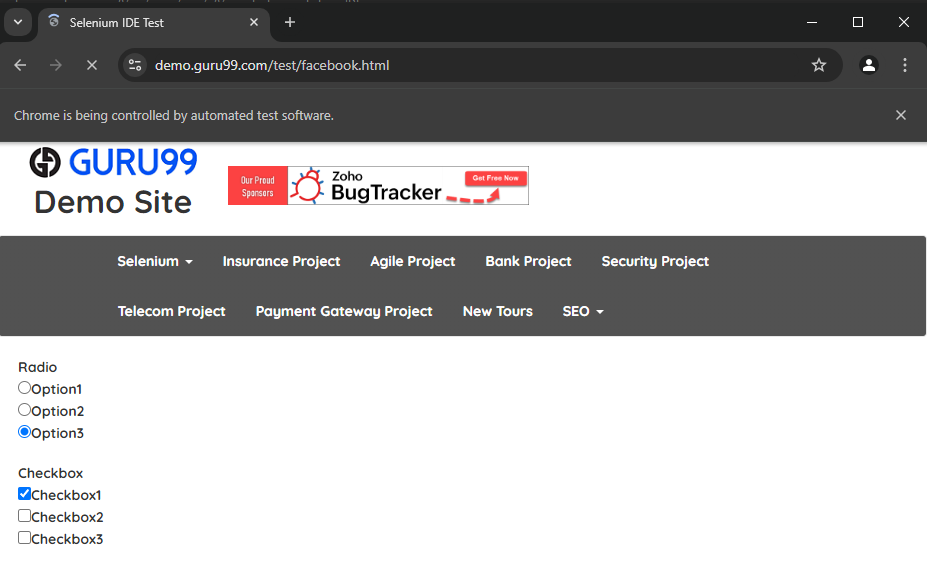 Selenium IDE Test
demo.guru99.com/test/facebook.html
Chrome is being controlled by automated test software.
GURU99
Demo Site
Our Proud
Sponsors
Zoho
BugTracker
Get Free Now
Selenium
Insurance Project
Agile Project
Bank Project
Security Project
Telecom Project
Payment Gateway Project
New Tours
SEO
Radio
Option1
Option2
Option3
Checkbox
Checkbox1
Checkbox2
Checkbox3